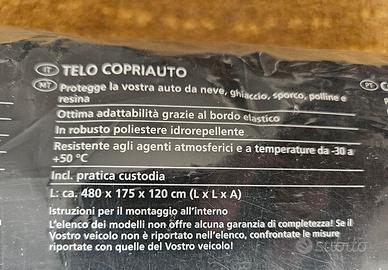 IT TELO COPRIAUTO
MT Protegge la vostra auto da neve, ghiaccio, sporco, polline e
resina
Ottima adattabilità grazie al bordo elastico
In robusto poliestere idrorepellente
Resistente agli agenti atmosferici e a temperature da -30 a
+50 °C
Incl. pratica custodia
L: ca. 480 x 175 x 120 cm (L x L x A)
Istruzioni per il montaggio all'interno
L'elenco dei modelli non offre alcuna garanzia di completezza! Se il
Vostro veicolo non è riportato nell'elenco, confrontate le misure
riportate con quelle del Vostro veicolo!
PT
subito